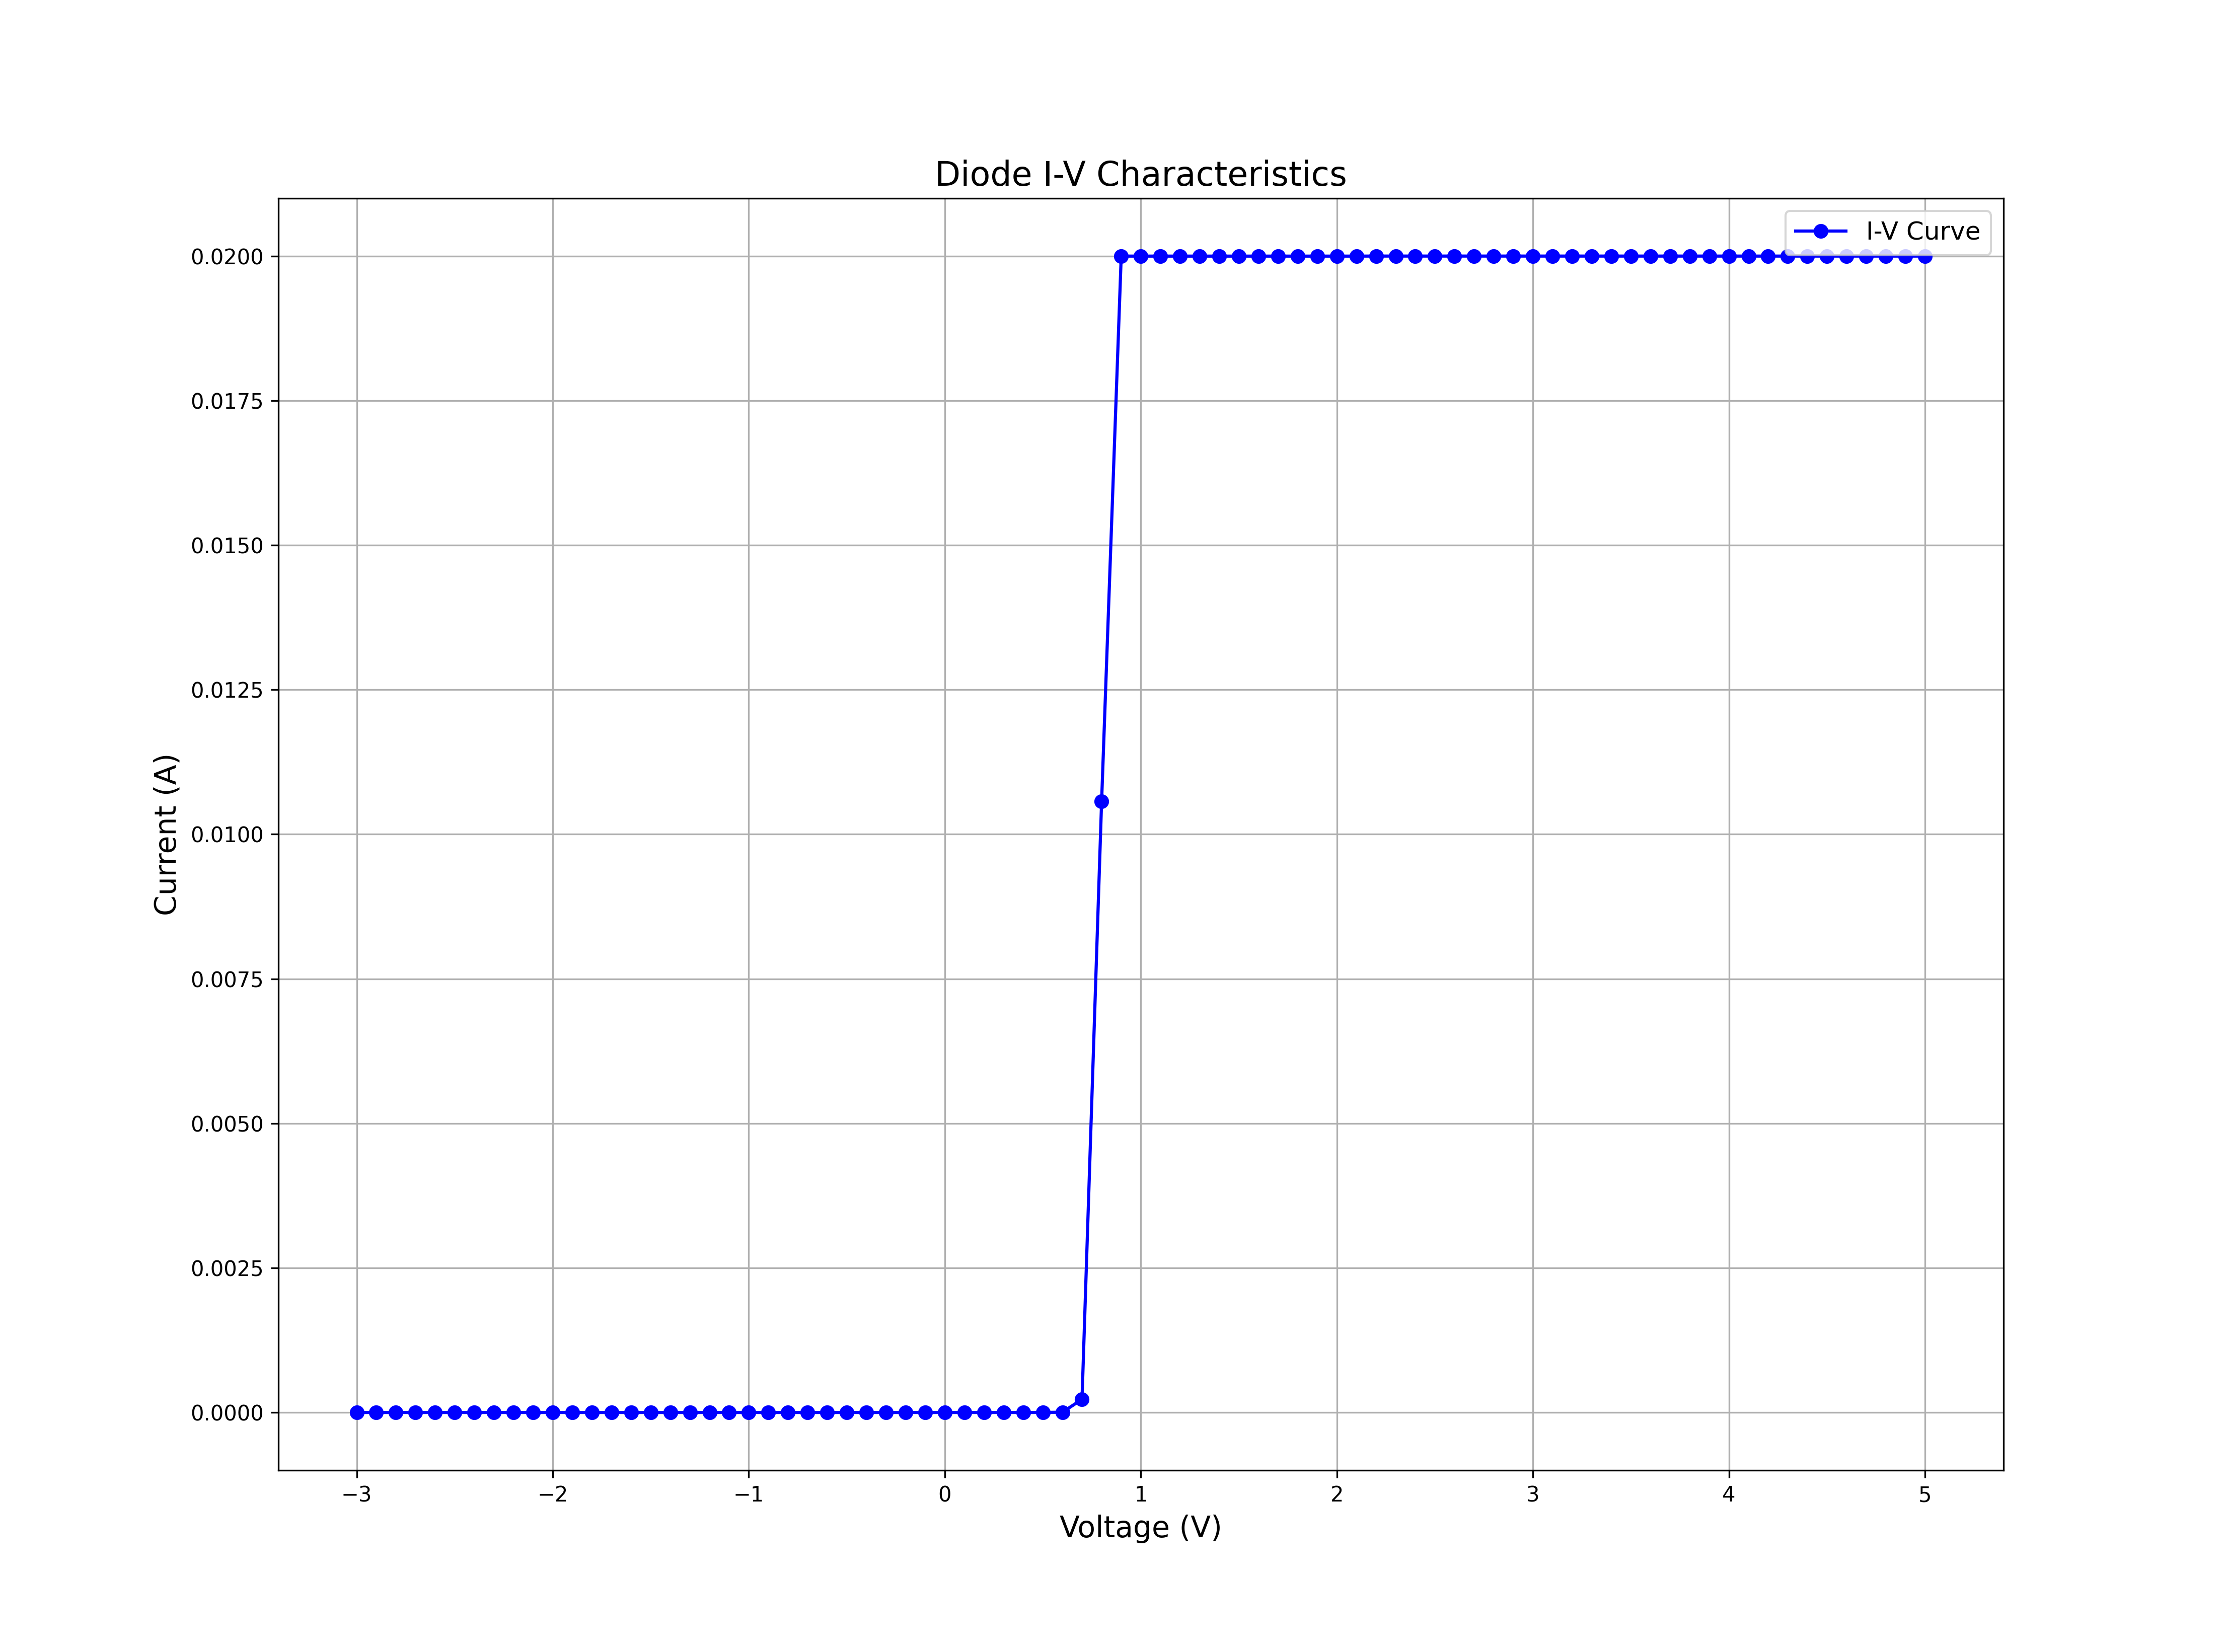 Diode I-V Characteristics
I-V Curve
0.0200
0.0175
0.0150
0.0125
0.0100
0.0075
0.0050
0.0025
0.0000
Current (A)
−3 −2 −1 0 1 2 3 4 5
Voltage (V)